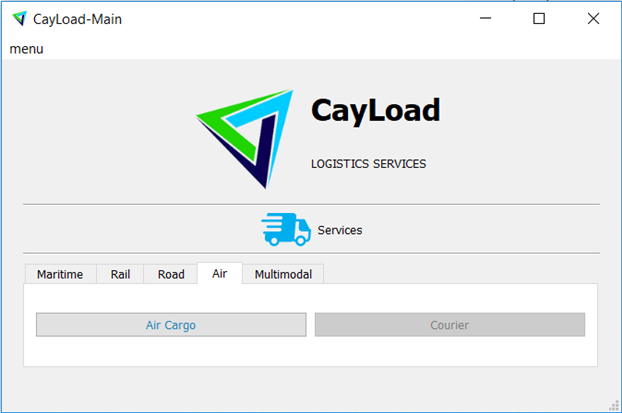 CayLoad-Main
menu
CayLoad
LOGISTICS SERVICES
Services
Maritime Rail Road Air Multimodal
Air Cargo Courier